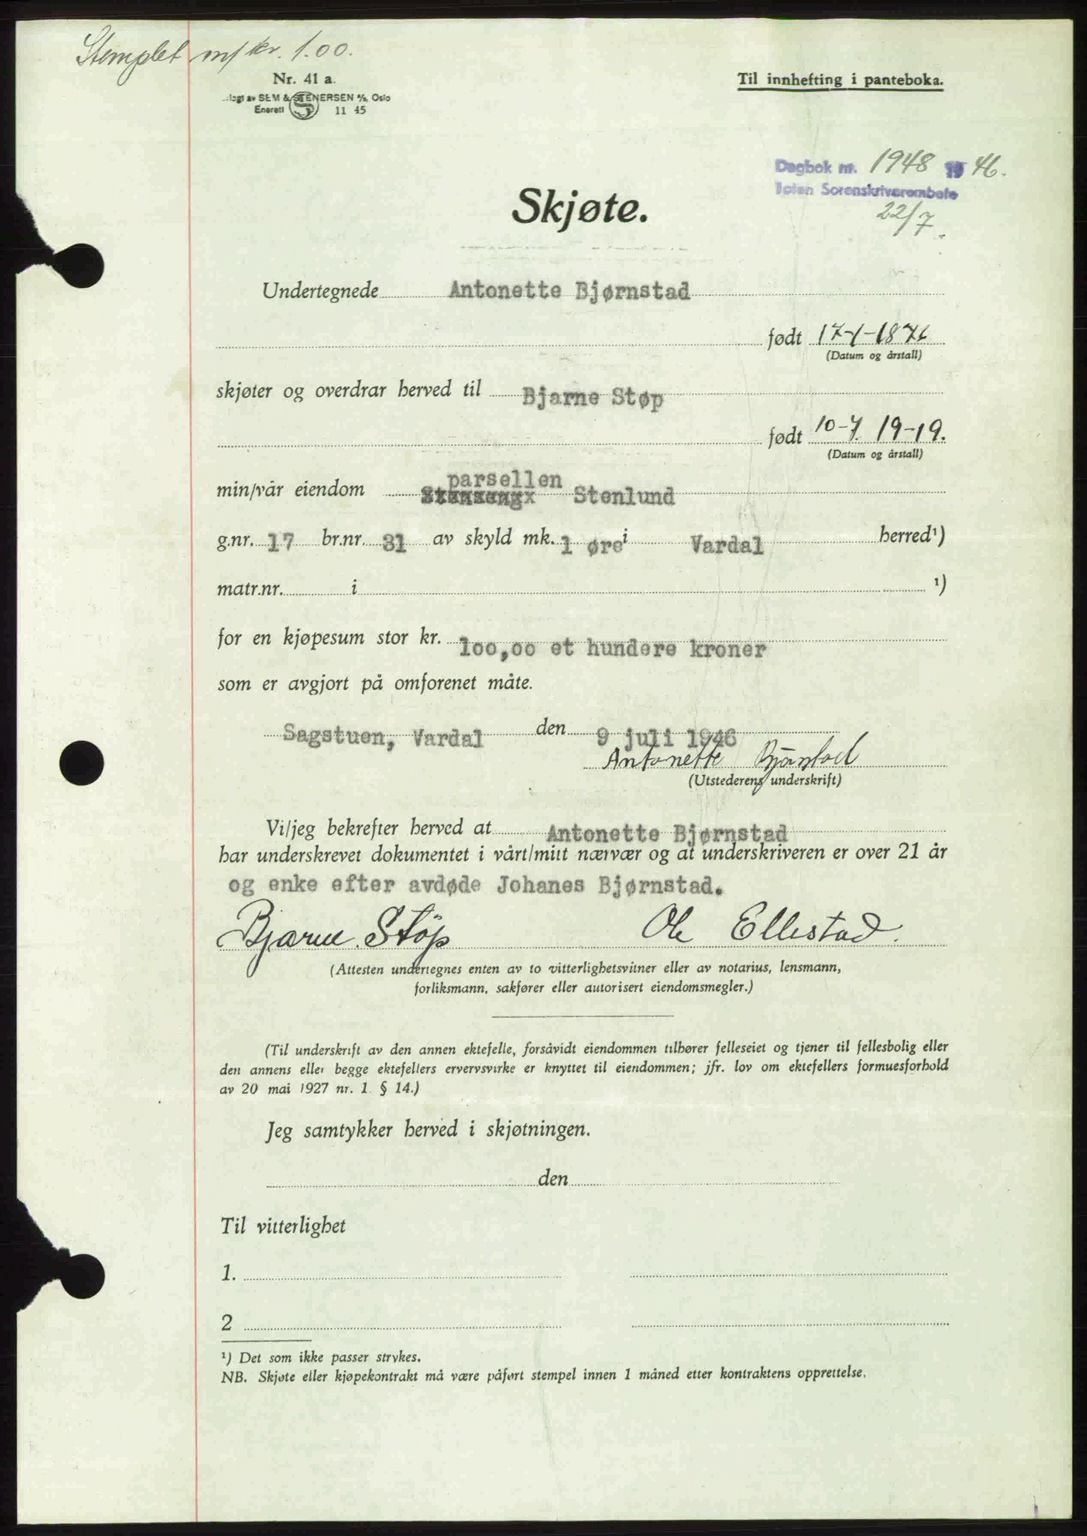 Stemplet m/ kr. 1.00.
Nr. 41 a.
SEM & STENERSEN A/S, Oslo
Enerett 11 45
Til innhefting i panteboka.
Dagbok nr. 1948 19 46.
Toten Sorenskriverembete
22/7.
Skjøte.
Undertegnede Antonette Bjørnstad
født 17-1-1876
(Datum og årstall)
skjøter og overdrar herved til Bjarne Støp
født 10-7. 19-19.
(Datum og årstall)
parsellen
min/vår eiendom Stenlund
g.nr. 17 br.nr. 31 av skyld mk. 1 øre i Vardal herred¹)
matr.nr. i ¹)
for en kjøpesum stor kr. 100,00 et hundere kroner
som er avgjort på omforenet måte.
Sagstuen, Vardal den 9 juli 1946
Antonette Bjørnstad
(Utstederens underskrift)
Vi/jeg bekrefter herved at Antonette Bjørnstad
har underskrevet dokumentet i vårt/mitt nærvær og at underskriveren er over 21 år
og enke efter avdøde Johanes Bjørnstad.
Bjarne Støp Ole Ellestad.
(Attesten undertegnes enten av to vitterlighetsvitner eller av notarius, lensmann,
forliksmann, sakfører eller autorisert eiendomsmegler.)
(Til underskrift av den annen ektefelle, forsåvidt eiendommen tilhører felleseiet og tjener til fellesbolig eller
den annens eller begge ektefellers ervervsvirke er knyttet til eiendommen; jfr. lov om ektefellers formuesforhold
av 20 mai 1927 nr. 1 § 14.)
Jeg samtykker herved i skjøtningen.
den
Til vitterlighet
1.
2
¹) Det som ikke passer strykes.
NB. Skjøte eller kjøpekontrakt må være påført stempel innen 1 måned etter kontraktens opprettelse.